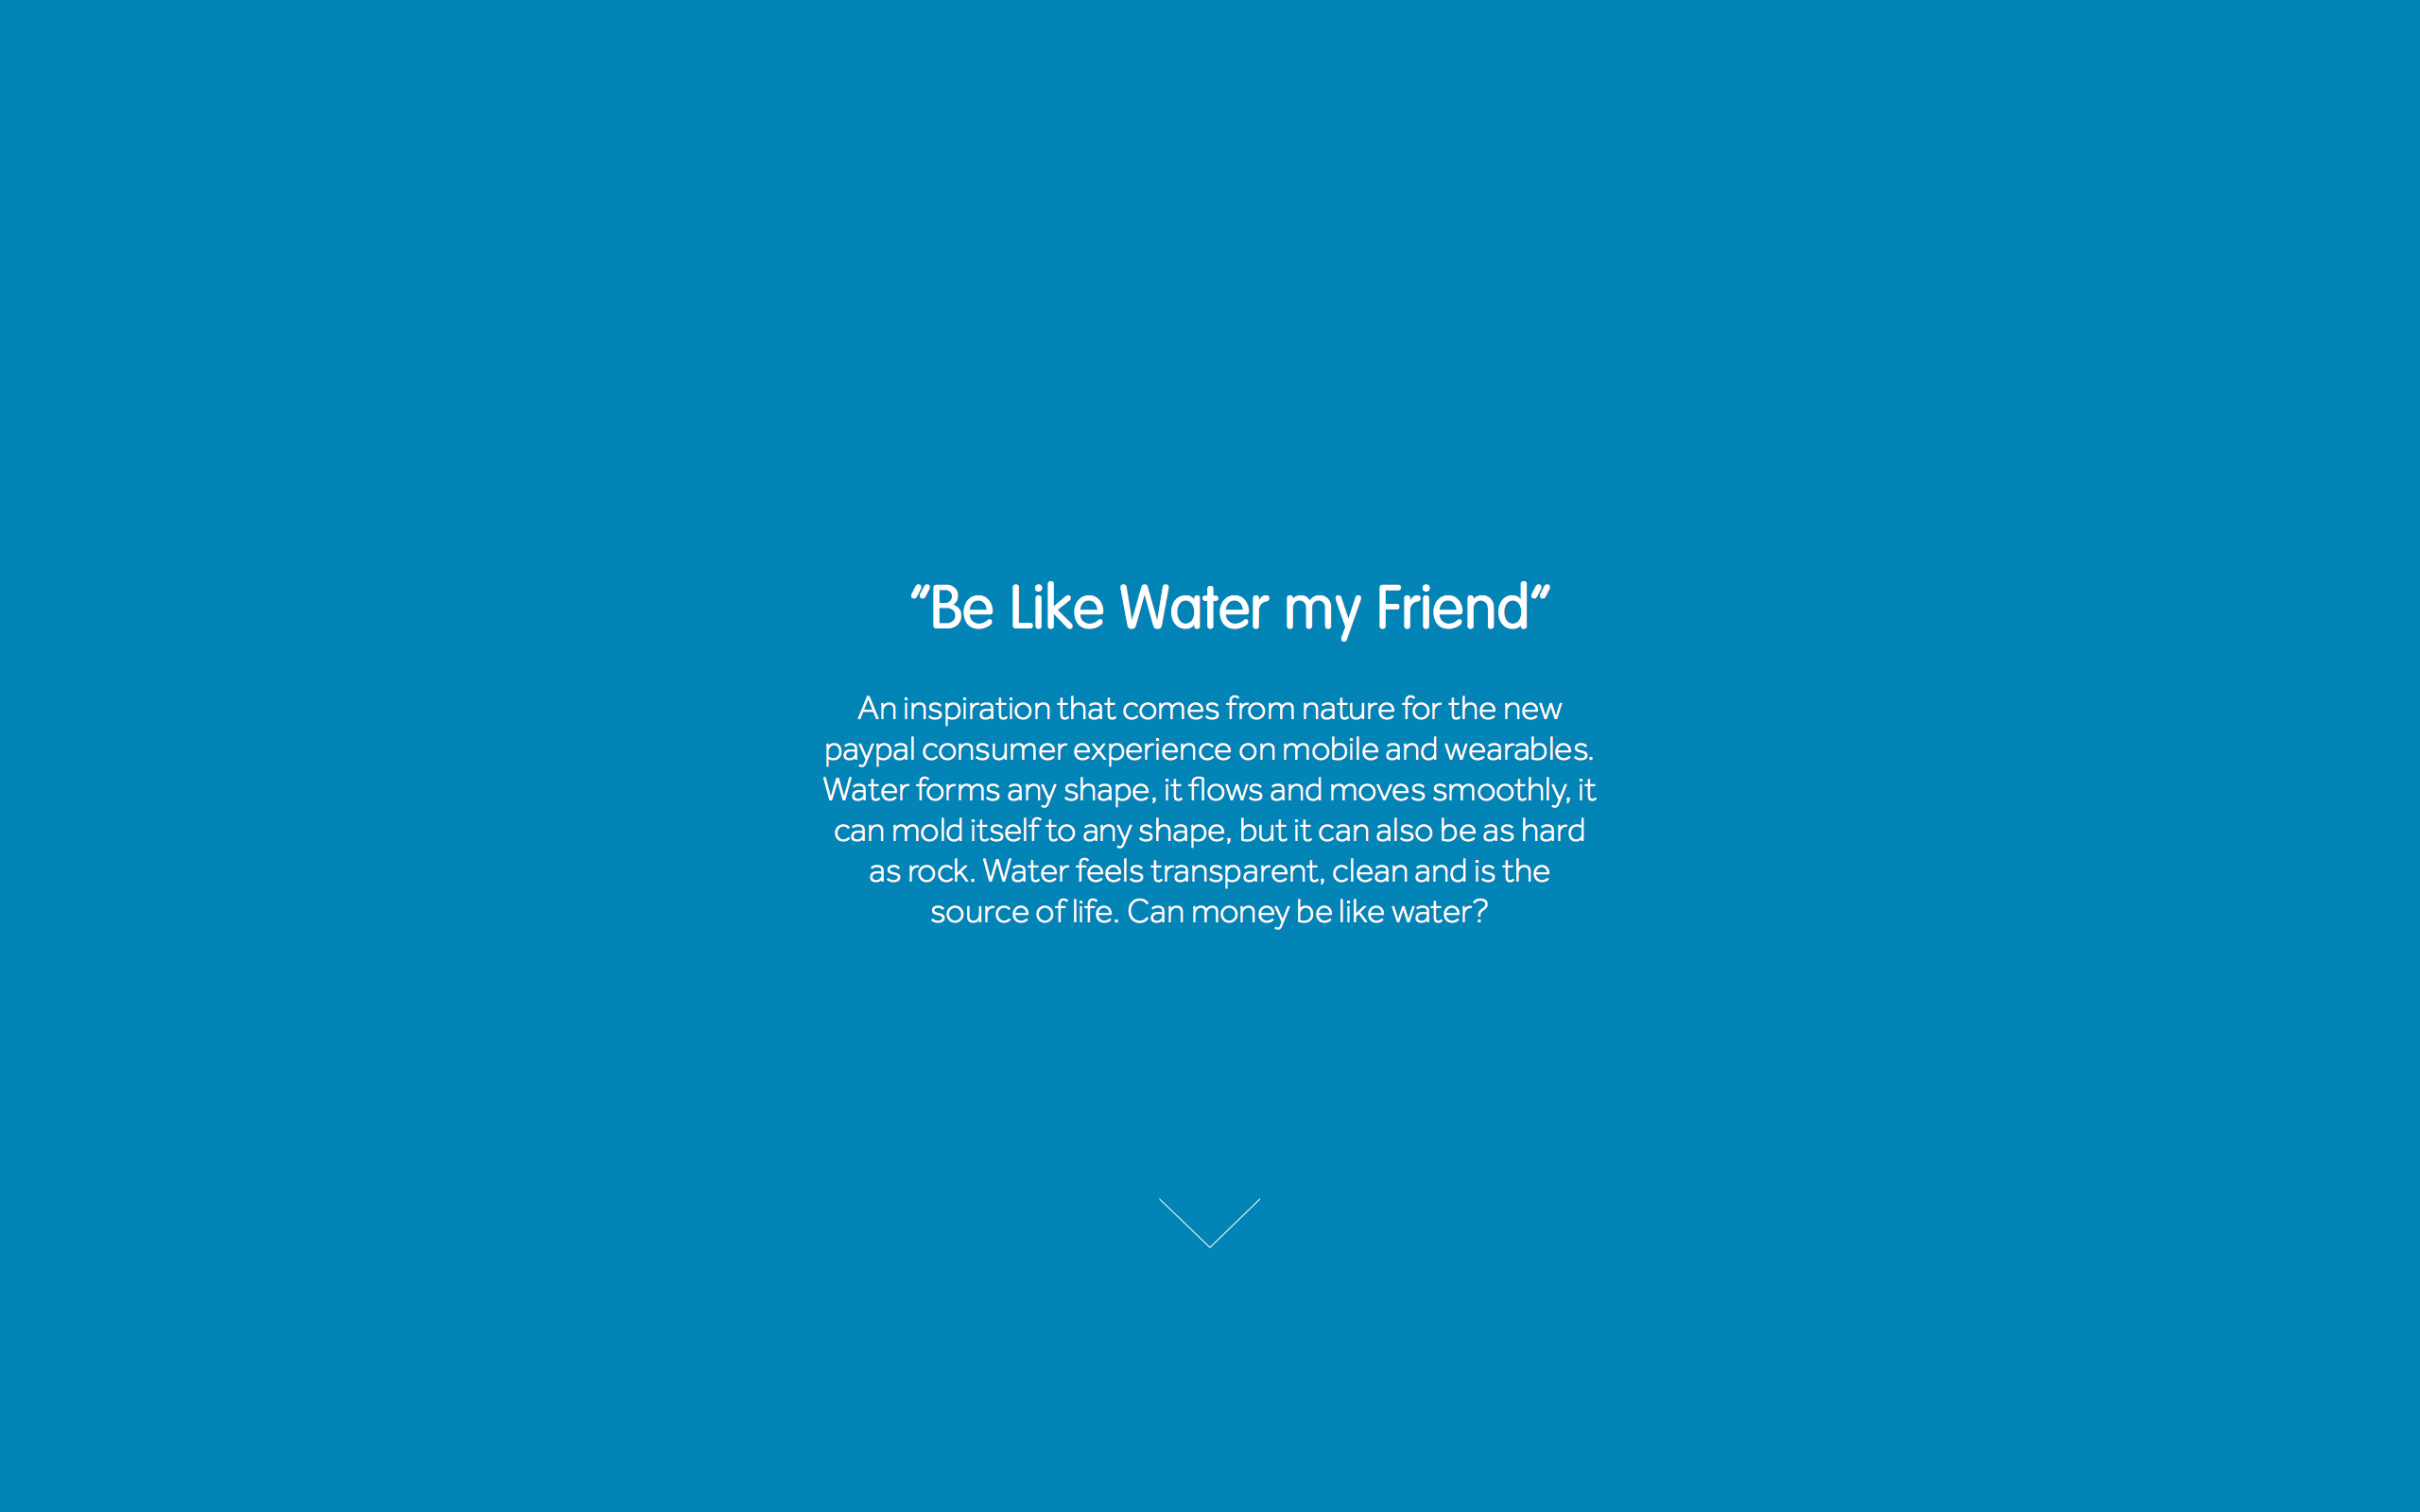 “Be Like Water my Friend“
An inspiration that comes from nature for the new
paypal consumer experience on mobile and wearables.
Water forms any shape, it flows and moves smoothly, it
can mold itself to any shape, but it can also be as hard
as rock. Water feels transparent, clean and is the
source of life. Can money be like water?